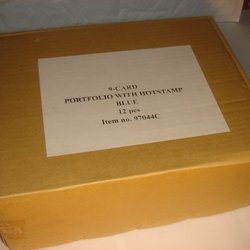 9-CARD
PORTFOLIO WITH HOTSTAMP
BLUE
12 pcs
Item no. 97044C